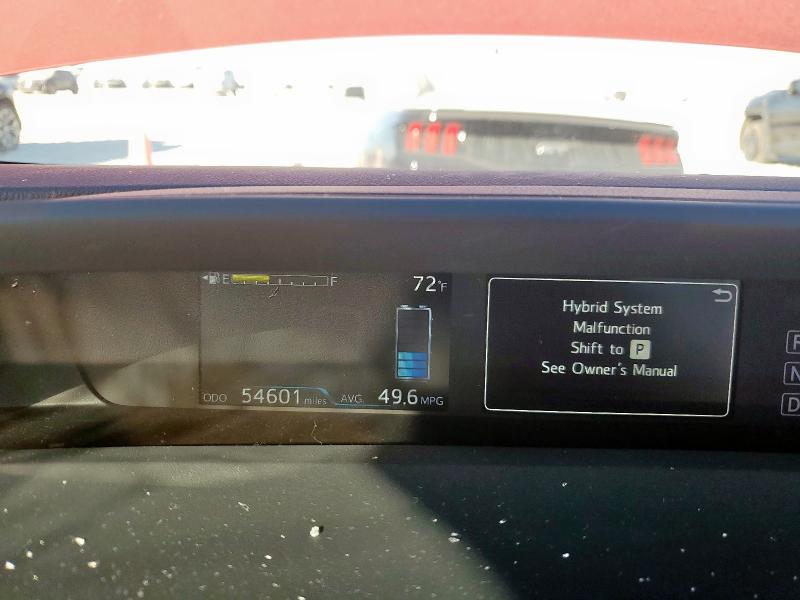 E F
72°F
ODO 54601 miles AVG. 49.6 MPG
Hybrid System
Malfunction
Shift to P
See Owner's Manual
N
D